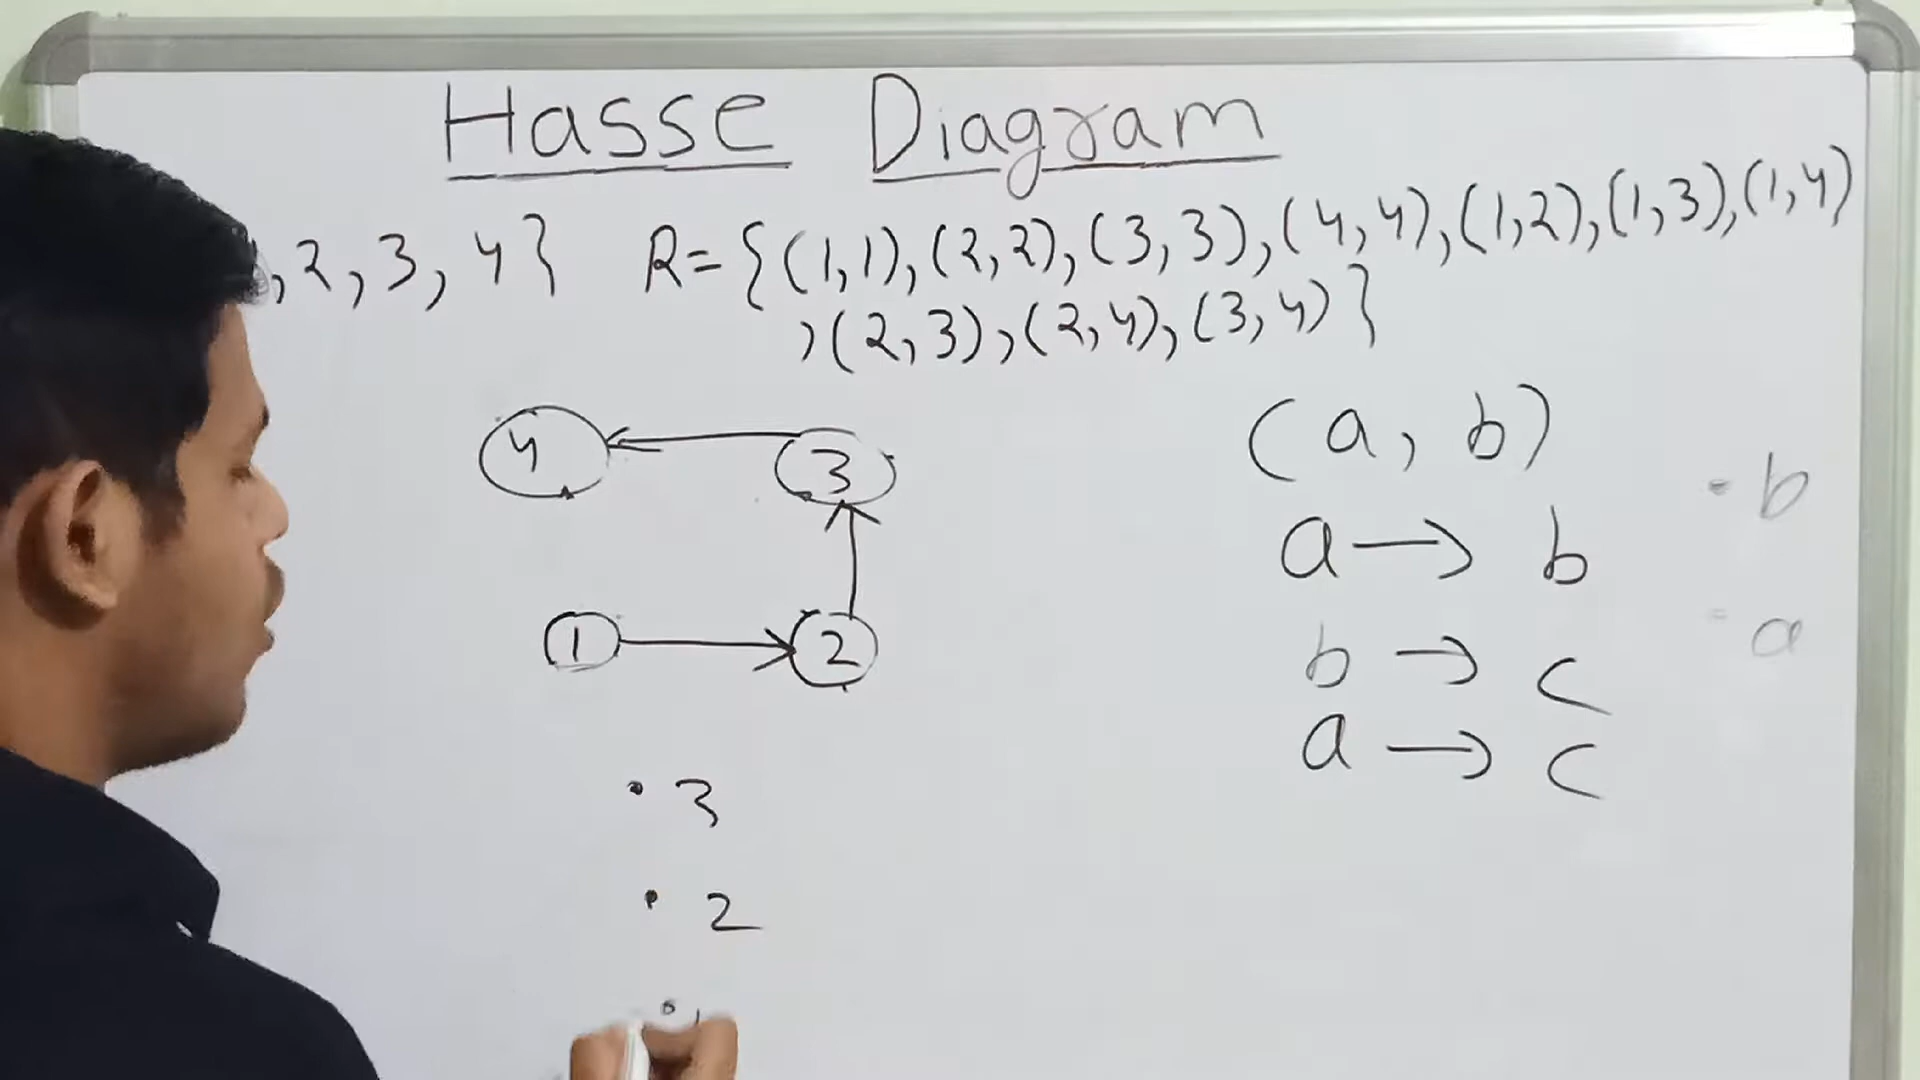 Hasse Diagram
, 2, 3, 4} R={(1,1),(2,2),(3,3),(4,4),(1,2),(1,3),(1,4)
,(2,3),(2,4),(3,4)}
(a, b)
4 3
b
a → b
1 2
b → c
a
a → c
3
2